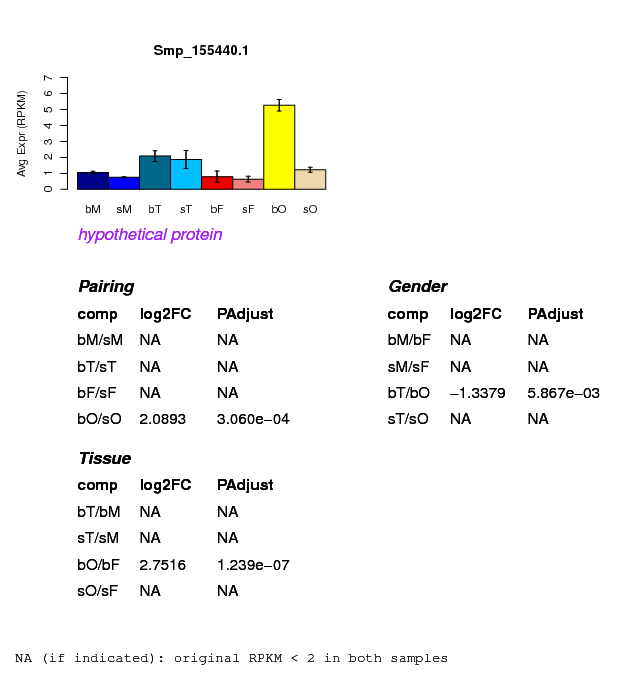 Smp_155440.1
Avg Expr (RPKM)
7
6
5
4
3
2
1
0
bM sM bT sT bF sF bO sO
hypothetical protein
Pairing
comp log2FC PAdjust
bM/sM NA NA
bT/sT NA NA
bF/sF NA NA
bO/sO 2.0893 3.060e−04
Gender
comp log2FC PAdjust
bM/bF NA NA
sM/sF NA NA
bT/bO −1.3379 5.867e−03
sT/sO NA NA
Tissue
comp log2FC PAdjust
bT/bM NA NA
sT/sM NA NA
bO/bF 2.7516 1.239e−07
sO/sF NA NA
NA (if indicated): original RPKM < 2 in both samples